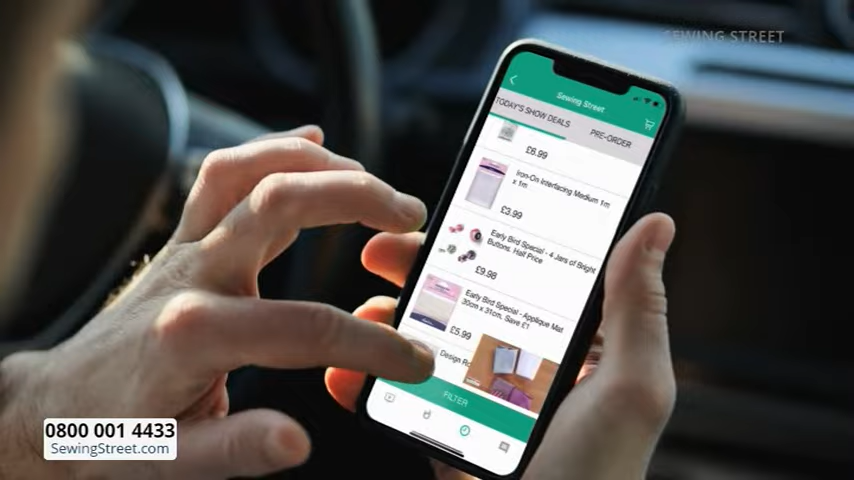 SEWING STREET
Sewing Street
TODAY'S SHOW DEALS
PRE-ORDER
£6.99
Iron-On Interfacing Medium 1m
x 1m
£3.99
Early Bird Special - 4 Jars of Bright
Buttons. Half Price
£9.98
Early Bird Special - Applique Mat
30cm x 31cm. Save £1
£5.99
Design
FILTER
0800 001 4433
SewingStreet.com